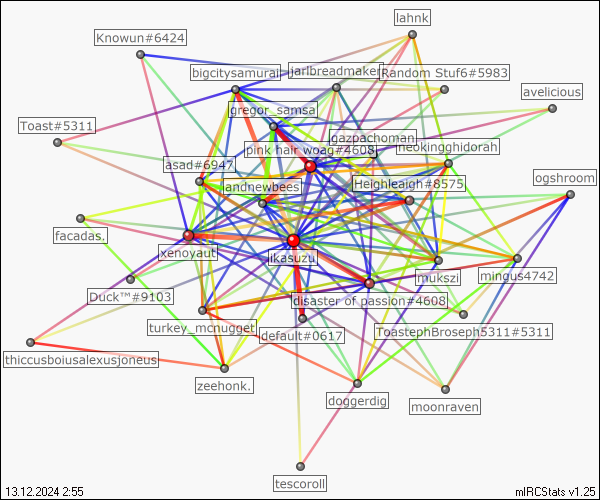 lahnk
Knowun#6424
bigcitysamurai
jarlbreadmaker
Random Stuf6#5983
avelicious
gregor_samsa
Toast#5311
igazpachoman
pink hair woag#4608
neokingghidorah
asad#6947
landnewbees
Heighleaigh#8575
ogshroom
facadas.
xenoyaut
ikasuzu
mukszi
mingus4742
Duck™#9103
disaster of passion#4608
turkey_mcnugget
default#0617
ToastephBroseph5311#5311
thiccusboiusalexusjoneus
zeehonk.
doggerdig
moonraven
tescoroll
13.12.2024 2:55
mIRCStats v1.25